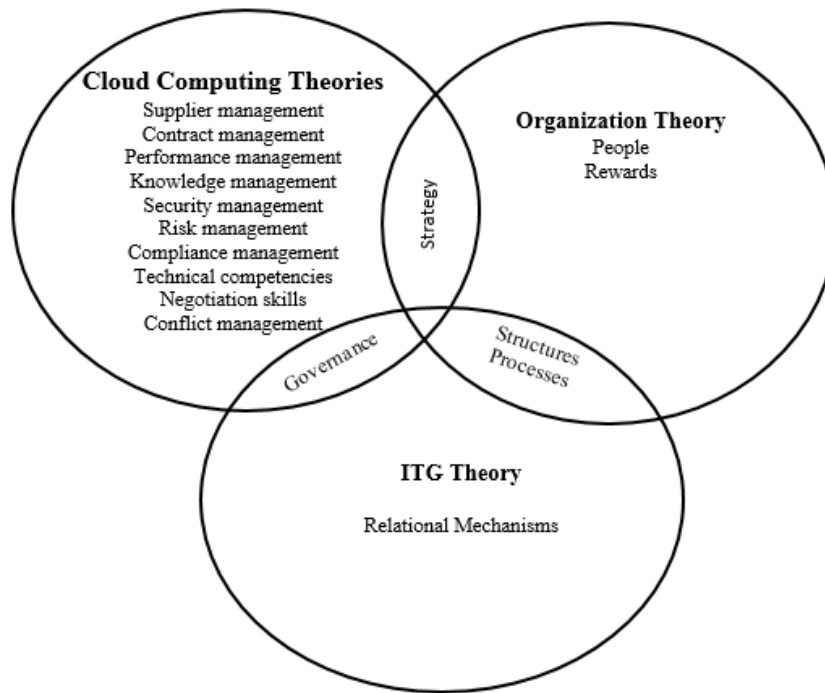 Cloud Computing Theories
Supplier management
Contract management
Performance management
Knowledge management
Security management
Risk management
Compliance management
Technical competencies
Negotiation skills
Conflict management
Organization Theory
People
Rewards
Strategy
Governance
Structures
Processes
ITG Theory
Relational Mechanisms